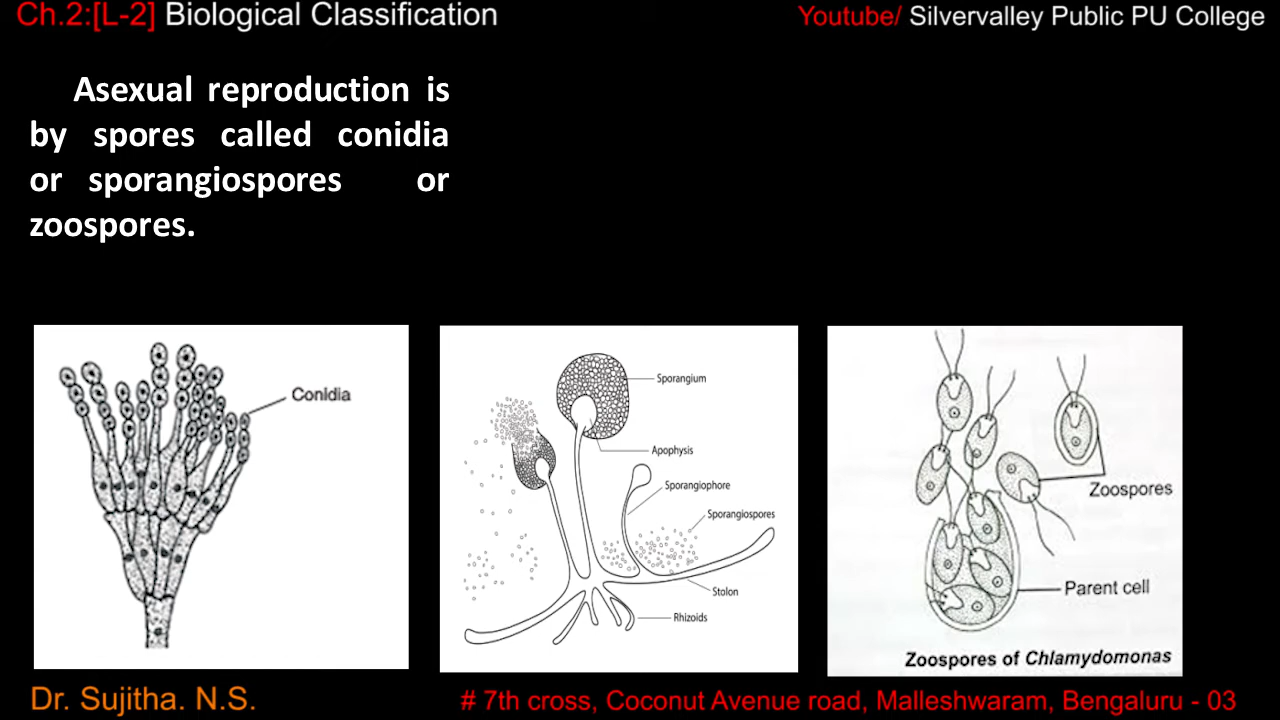 Ch.2:[L-2] Biological Classification
Youtube/ Silvervalley Public PU College
Asexual reproduction is
by spores called conidia
or sporangiospores or
zoospores.
Conidia
Sporangium
Apophysis
Sporangiophore
Sporangiospores
Stolon
Rhizoids
Zoospores
Parent cell
Zoospores of Chlamydomonas
Dr. Sujitha. N.S.
# 7th cross, Coconut Avenue road, Malleshwaram, Bengaluru - 03